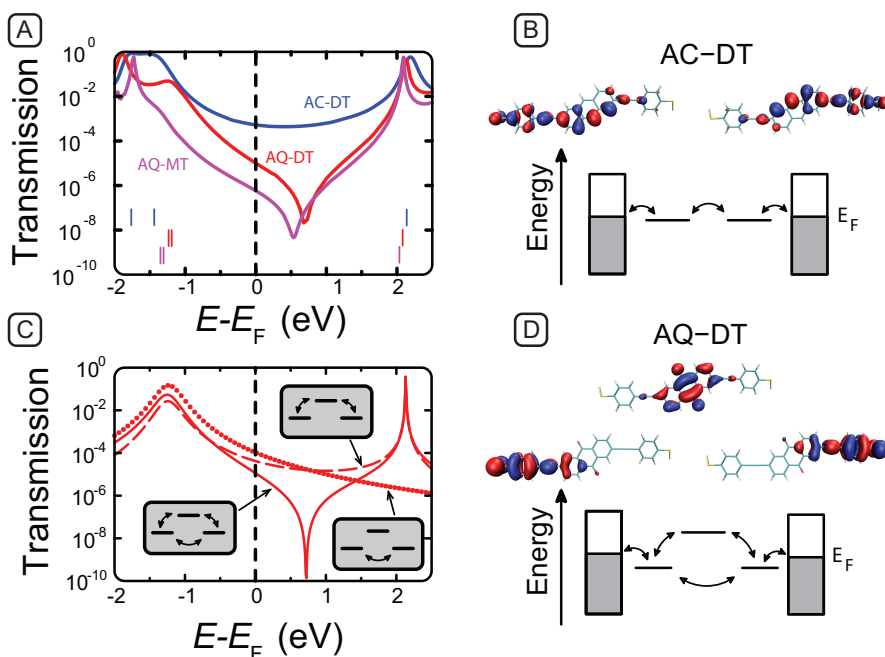 A
Transmission
10^0
10^-2
10^-4
10^-6
10^-8
10^-10
AC-DT
AQ-DT
AQ-MT
-2 -1 0 1 2
E-E_F (eV)
B
AC−DT
Energy
E_F
C
Transmission
10^0
10^-2
10^-4
10^-6
10^-8
10^-10
-2 -1 0 1 2
E-E_F (eV)
D
AQ−DT
Energy
E_F